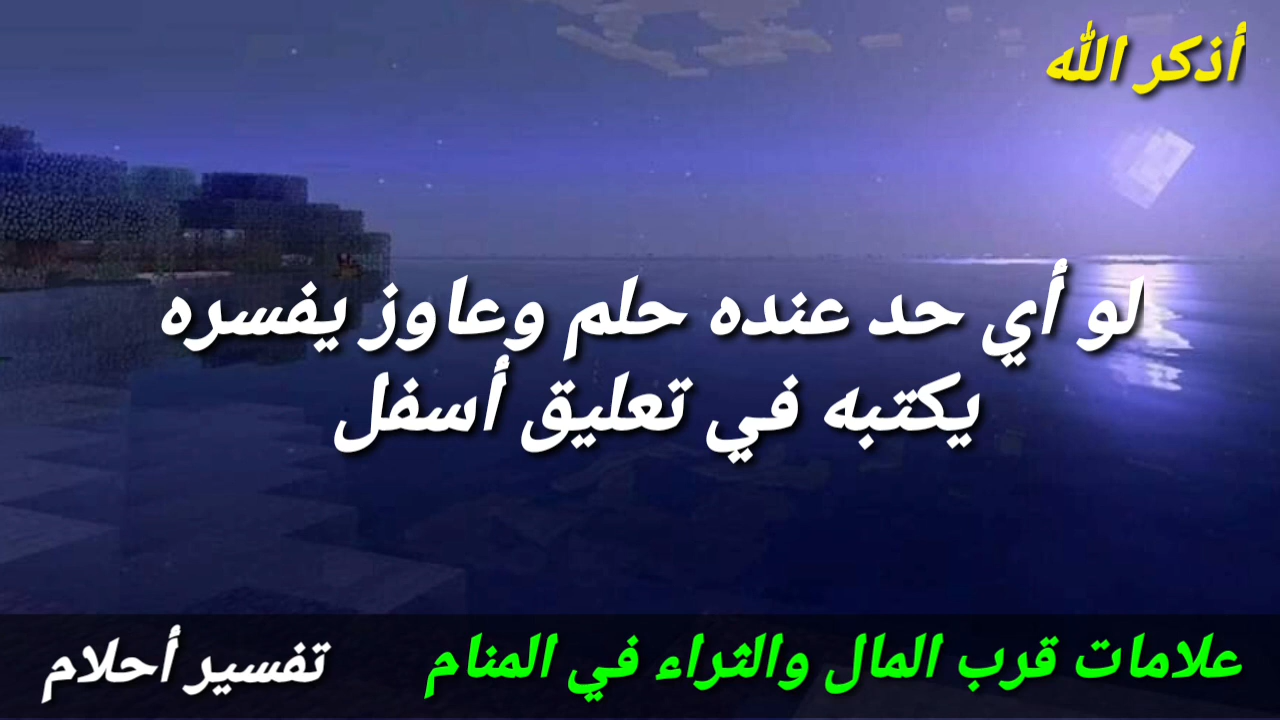 أذكر الله
لو أي حد عنده حلم وعاوز يفسره
يكتبه في تعليق أسفل
علامات قرب المال والثراء في المنام
تفسير أحلام